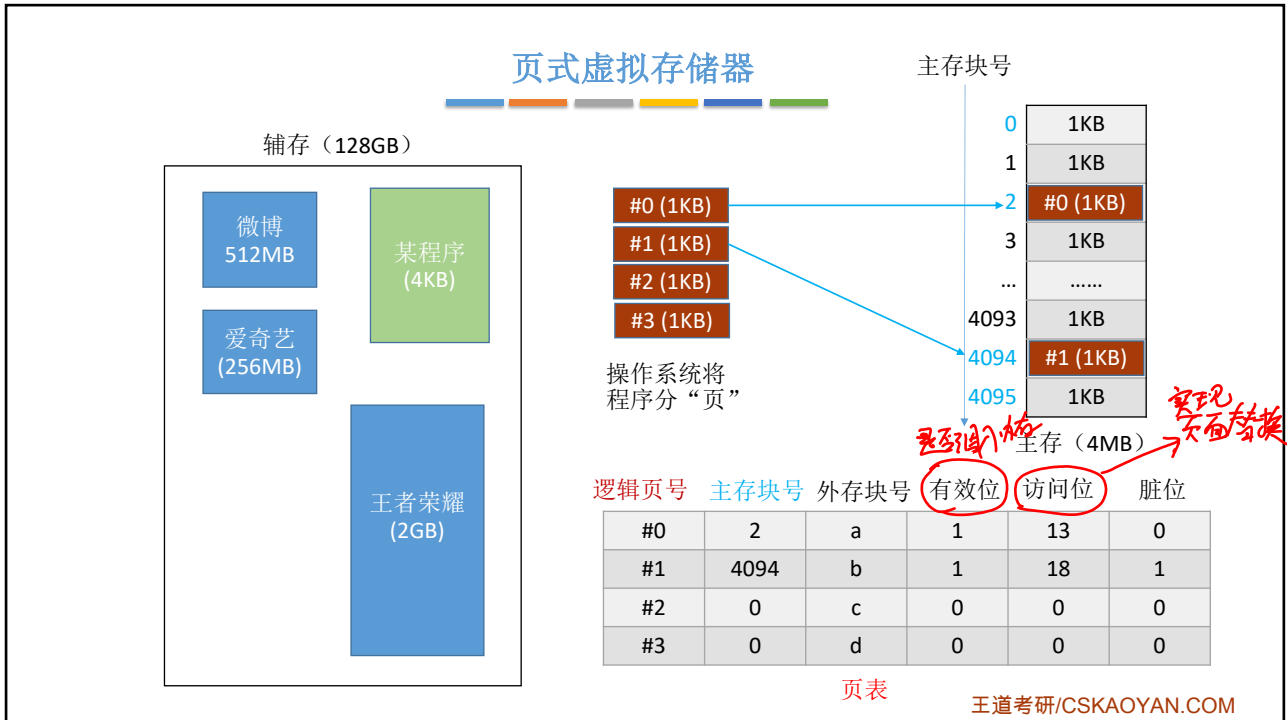 页式虚拟存储器
主存块号
辅存（128GB）
微博
512MB
某程序
(4KB)
爱奇艺
(256MB)
王者荣耀
(2GB)
#0 (1KB)
#1 (1KB)
#2 (1KB)
#3 (1KB)
操作系统将
程序分“页”
0 1KB
1 1KB
2 #0 (1KB)
3 1KB
... ......
4093 1KB
4094 #1 (1KB)
4095 1KB
主存（4MB）
是否调入内存
实现
页面替换
逻辑页号 主存块号 外存块号 有效位 访问位 脏位
#0 2 a 1 13 0
#1 4094 b 1 18 1
#2 0 c 0 0 0
#3 0 d 0 0 0
页表
王道考研/CSKAOYAN.COM